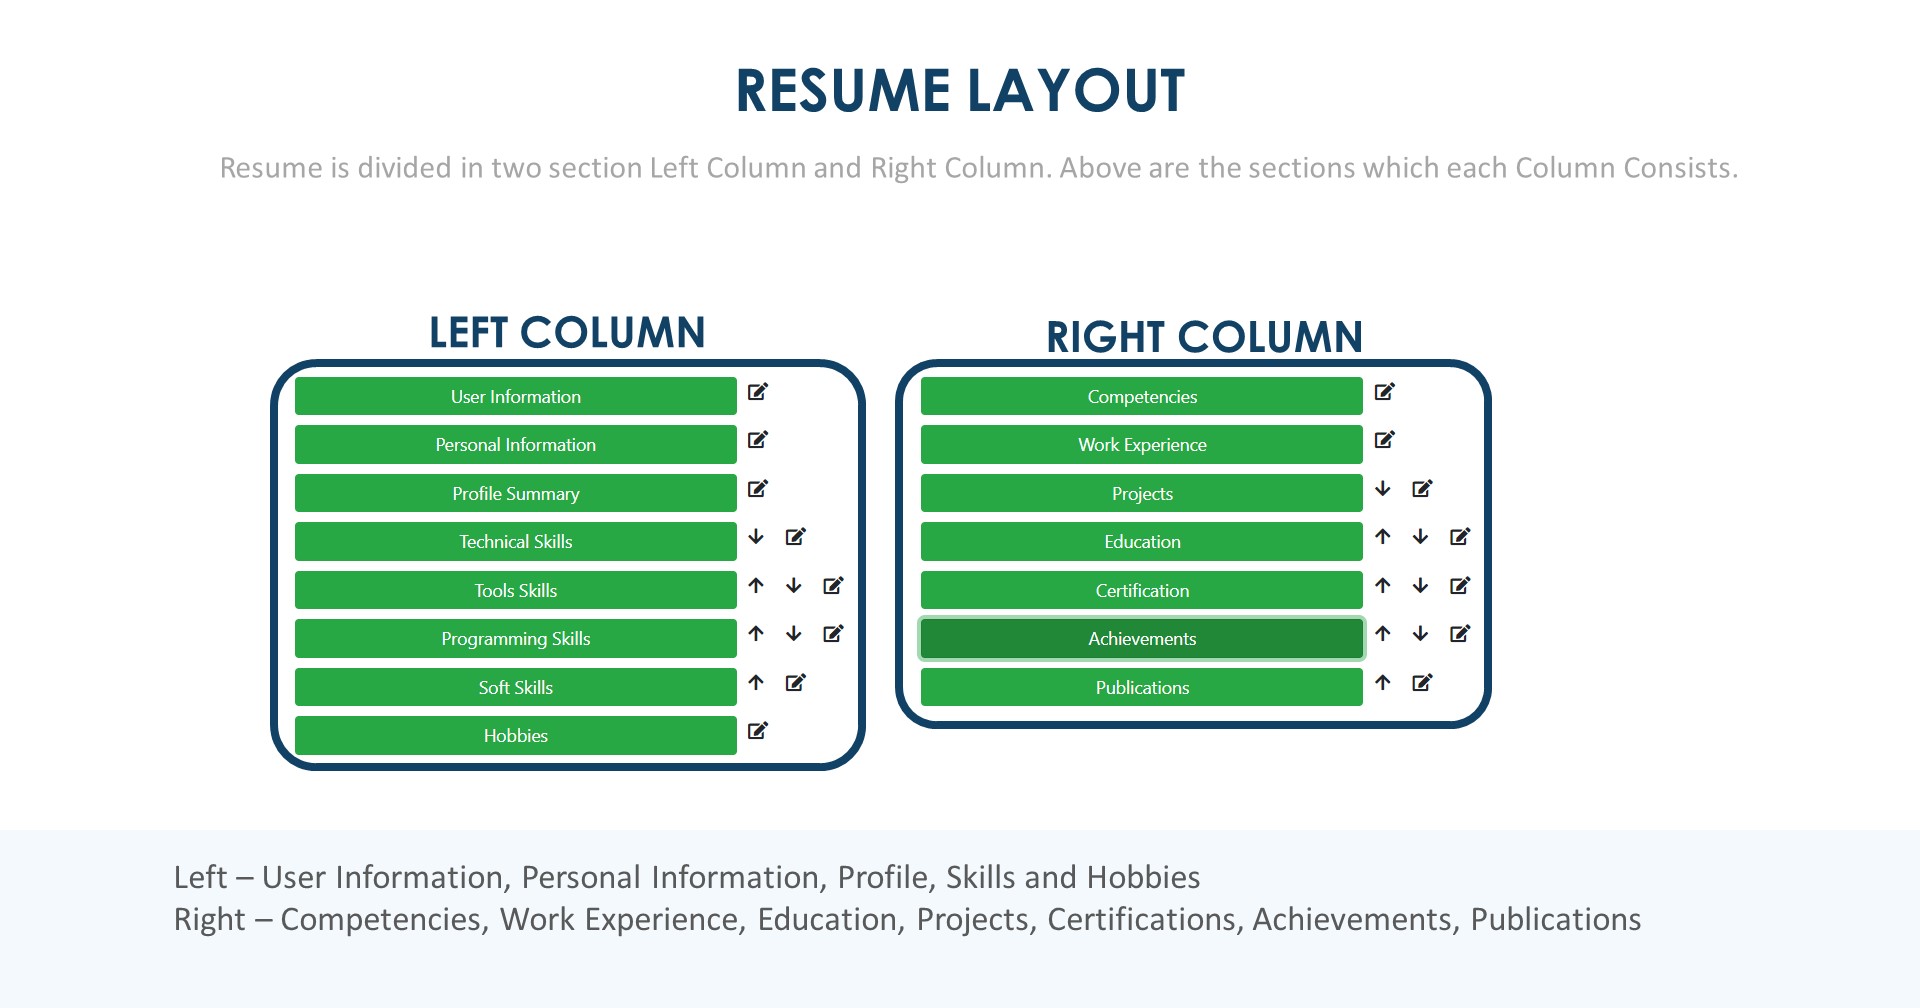 RESUME LAYOUT
Resume is divided in two section Left Column and Right Column. Above are the sections which each Column Consists.
LEFT COLUMN
User Information
Personal Information
Profile Summary
Technical Skills
Tools Skills
Programming Skills
Soft Skills
Hobbies
RIGHT COLUMN
Competencies
Work Experience
Projects
Education
Certification
Achievements
Publications
Left – User Information, Personal Information, Profile, Skills and Hobbies
Right – Competencies, Work Experience, Education, Projects, Certifications, Achievements, Publications